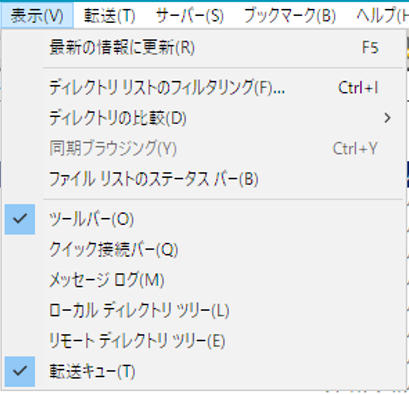 表示(V) 転送(T) サーバー(S) ブックマーク(B) ヘルプ(H
最新の情報に更新(R) F5
ディレクトリ リストのフィルタリング(F)... Ctrl+I
ディレクトリの比較(D)
同期ブラウジング(Y) Ctrl+Y
ファイル リストのステータス バー(B)
ツールバー(O)
クイック接続バー(Q)
メッセージ ログ(M)
ローカル ディレクトリ ツリー(L)
リモート ディレクトリ ツリー(E)
転送キュー(T)